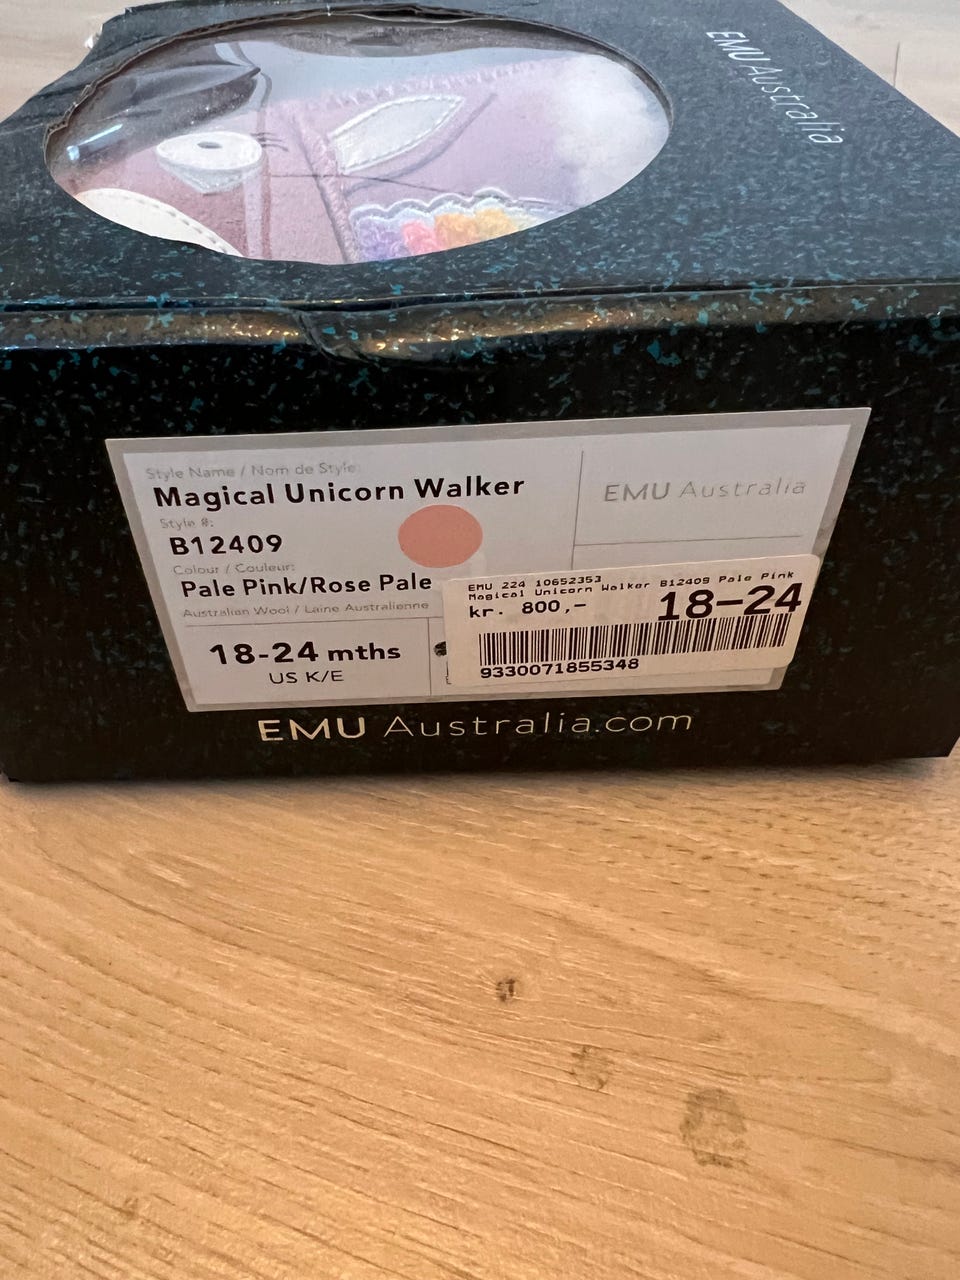 EMU Australia
Style Name / Nom de Style:
Magical Unicorn Walker
Style #:
B12409
Colour / Couleur:
Pale Pink/Rose Pale
Australian Wool / Laine Australienne
18-24 mths
US K/E
EMU Australia
EMU 224 10652353
Magical Unicorn Walker B12409 Pale Pink
kr. 800,- 18-24
9330071855348
EMU Australia.com